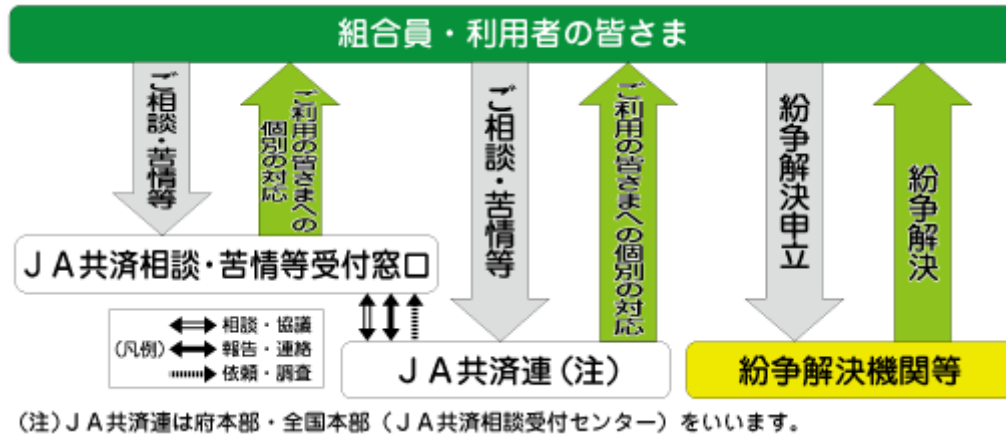 組合員・利用者の皆さま
ご相談・苦情等
ご利用の皆さまへの
個別の対応
ご相談・苦情等
ご利用の皆さまへの個別の対応
紛争解決申立
紛争解決
ＪＡ共済相談・苦情等受付窓口
(凡例)
相談・協議
報告・連絡
依頼・調査
ＪＡ共済連(注)
紛争解決機関等
(注)ＪＡ共済連は府本部・全国本部（ＪＡ共済相談受付センター）をいいます。